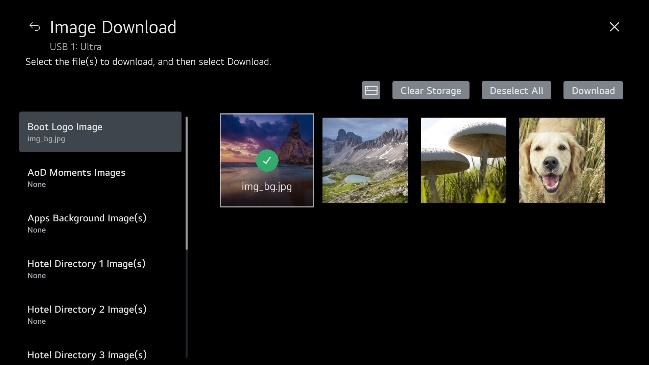 Image Download
USB 1: Ultra
Select the file(s) to download, and then select Download.
Clear Storage
Deselect All
Download
Boot Logo Image
img_bg.jpg
AoD Moments Images
None
Apps Background Image(s)
None
Hotel Directory 1 Image(s)
None
Hotel Directory 2 Image(s)
None
Hotel Directory 3 Image(s)
img_bg.jpg